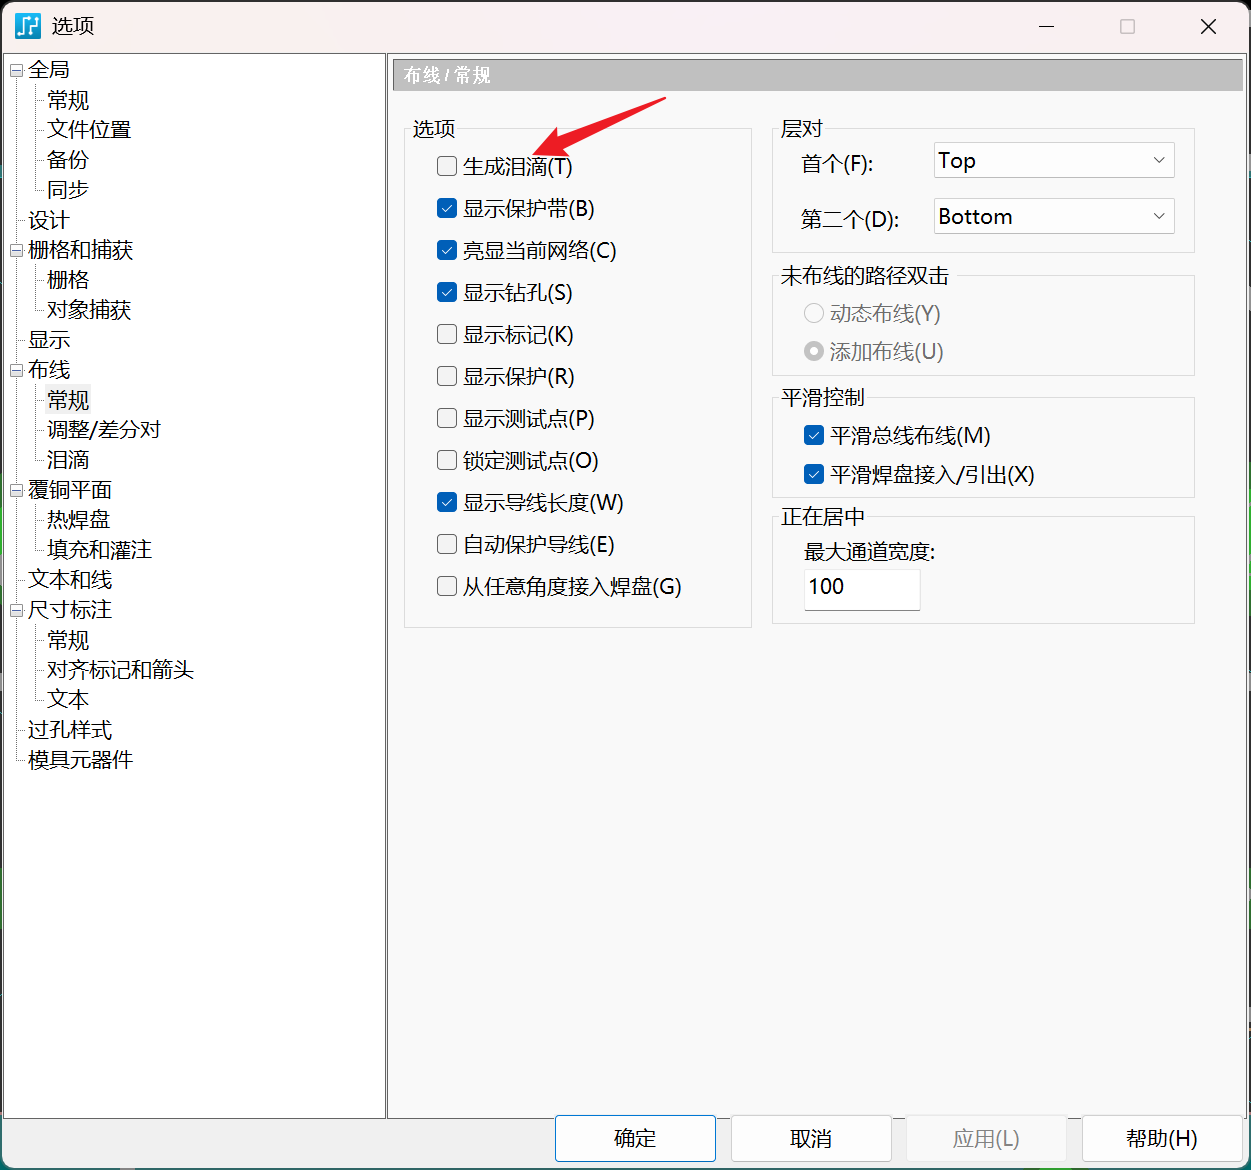 选项
全局
常规
文件位置
备份
同步
设计
栅格和捕获
栅格
对象捕获
显示
布线
常规
调整/差分对
泪滴
覆铜平面
热焊盘
填充和灌注
文本和线
尺寸标注
常规
对齐标记和箭头
文本
过孔样式
模具元器件
布线 / 常规
选项
生成泪滴(T)
显示保护带(B)
亮显当前网络(C)
显示钻孔(S)
显示标记(K)
显示保护(R)
显示测试点(P)
锁定测试点(O)
显示导线长度(W)
自动保护导线(E)
从任意角度接入焊盘(G)
层对
首个(F): Top
第二个(D): Bottom
未布线的路径双击
动态布线(Y)
添加布线(U)
平滑控制
平滑总线布线(M)
平滑焊盘接入/引出(X)
正在居中
最大通道宽度:
100
确定 取消 应用(L) 帮助(H)